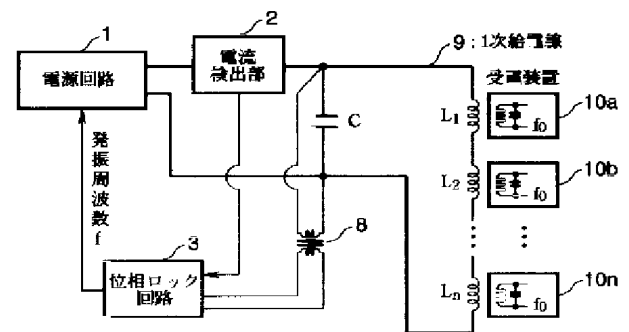 1
電源回路
2
電流
検出部
9:1次給電線
受電装置
C
L1
f0
10a
L2
f0
10b
Ln
f0
10n
8
発振周波数f
3
位相ロック
回路